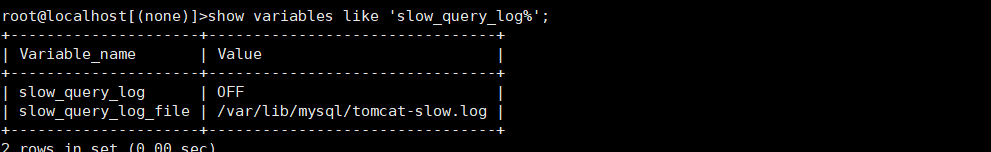 root@localhost[(none)]>show variables like 'slow_query_log%';
+---------------------+--------------------------------+
| Variable_name       | Value                          |
+---------------------+--------------------------------+
| slow_query_log      | OFF                            |
| slow_query_log_file | /var/lib/mysql/tomcat-slow.log |
+---------------------+--------------------------------+
2 rows in set (0.00 sec)